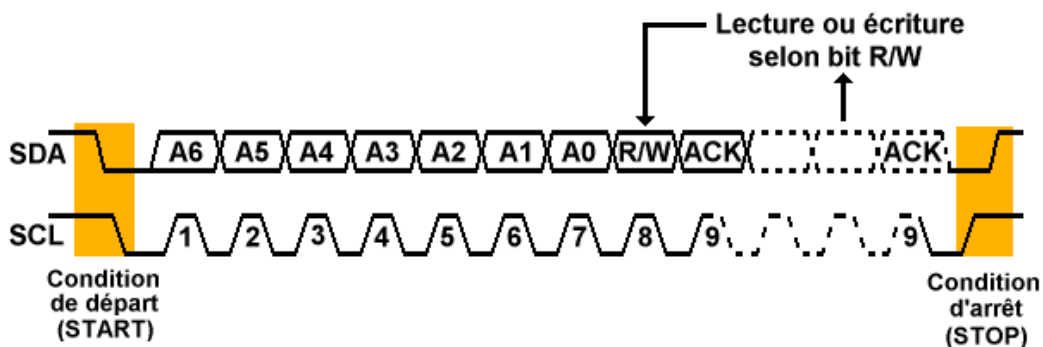 Lecture ou écriture
selon bit R/W
SDA A6 A5 A4 A3 A2 A1 A0 R/W ACK ACK
SCL 1 2 3 4 5 6 7 8 9 9
Condition
de départ
(START)
Condition
d'arrêt
(STOP)